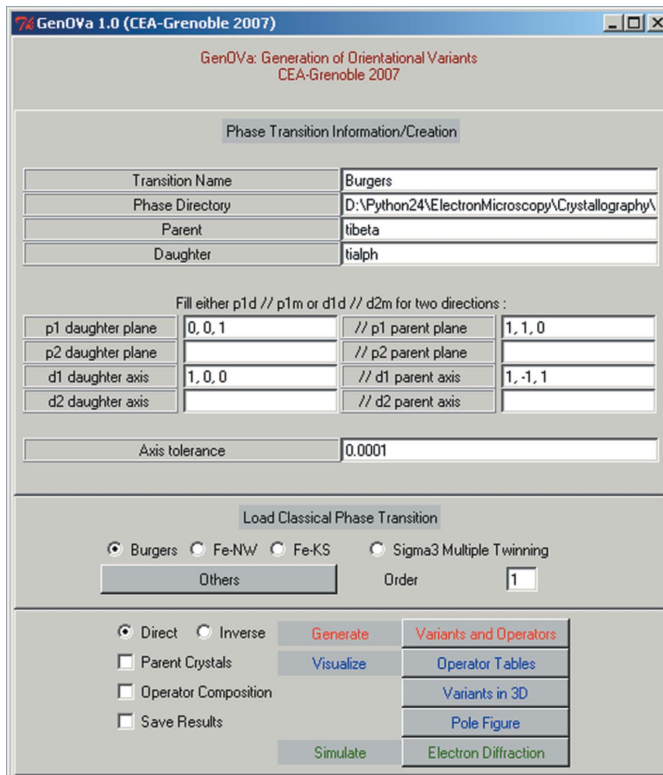 GenOVa 1.0 (CEA-Grenoble 2007)
GenOVa: Generation of Orientational Variants
CEA-Grenoble 2007
Phase Transition Information/Creation
Transition Name Burgers
Phase Directory D:\Python24\ElectronMicroscopy\Crystallography\
Parent tibeta
Daughter tialph
Fill either p1d // p1m or d1d // d2m for two directions :
p1 daughter plane 0, 0, 1 // p1 parent plane 1, 1, 0
p2 daughter plane // p2 parent plane
d1 daughter axis 1, 0, 0 // d1 parent axis 1, -1, 1
d2 daughter axis // d2 parent axis
Axis tolerance 0.0001
Load Classical Phase Transition
Burgers Fe-NW Fe-KS Sigma3 Multiple Twinning
Others Order 1
Direct Inverse Generate Variants and Operators
Parent Crystals Visualize Operator Tables
Operator Composition Variants in 3D
Save Results Pole Figure
Simulate Electron Diffraction